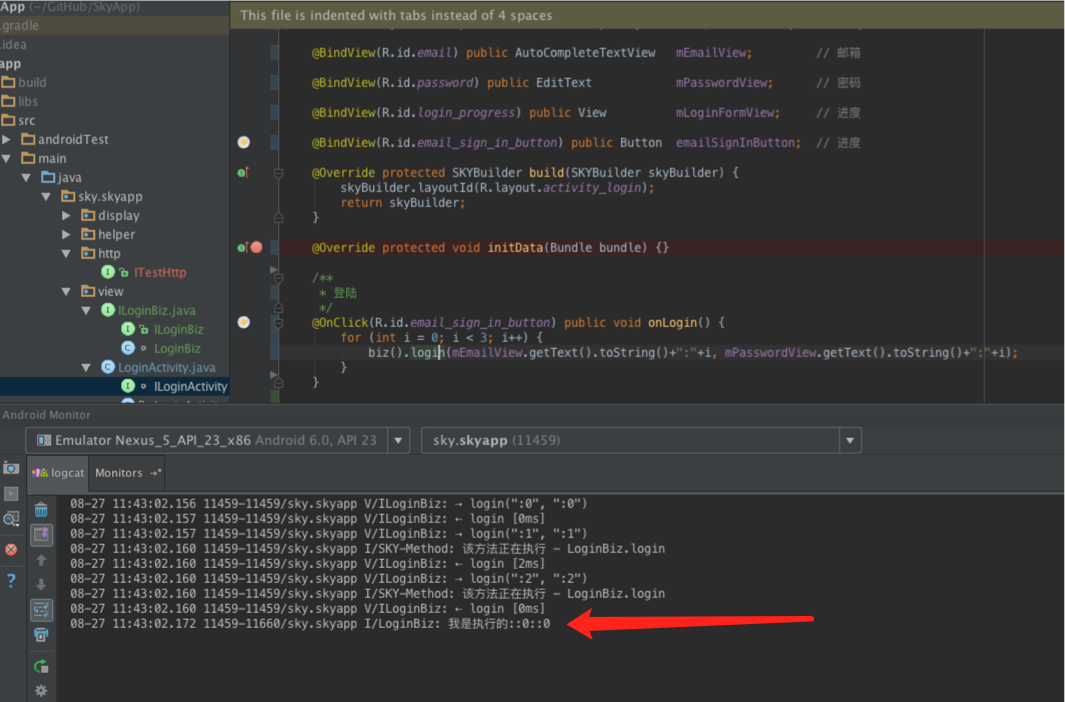 App (~/GitHub/SkyApp)
.gradle
.idea
app
build
libs
src
androidTest
main
java
sky.skyapp
display
helper
http
ITestHttp
view
ILoginBiz.java
ILoginBiz
LoginBiz
LoginActivity.java
ILoginActivity
This file is indented with tabs instead of 4 spaces
@BindView(R.id.email) public AutoCompleteTextView mEmailView; // 邮箱
@BindView(R.id.password) public EditText mPasswordView; // 密码
@BindView(R.id.login_progress) public View mLoginFormView; // 进度
@BindView(R.id.email_sign_in_button) public Button emailSignInButton; // 进度
@Override protected SKYBuilder build(SKYBuilder skyBuilder) {
skyBuilder.layoutId(R.layout.activity_login);
return skyBuilder;
}
@Override protected void initData(Bundle bundle) {}
/**
* 登陆
*/
@OnClick(R.id.email_sign_in_button) public void onLogin() {
for (int i = 0; i < 3; i++) {
biz().login(mEmailView.getText().toString()+":"+i, mPasswordView.getText().toString()+":"+i);
}
}
Android Monitor
Emulator Nexus_5_API_23_x86 Android 6.0, API 23
sky.skyapp (11459)
logcat
Monitors
08-27 11:43:02.156 11459-11459/sky.skyapp V/ILoginBiz: ⇢ login(":0", ":0")
08-27 11:43:02.157 11459-11459/sky.skyapp V/ILoginBiz: ⇠ login [0ms]
08-27 11:43:02.157 11459-11459/sky.skyapp V/ILoginBiz: ⇢ login(":1", ":1")
08-27 11:43:02.160 11459-11459/sky.skyapp I/SKY-Method: 该方法正在执行 - LoginBiz.login
08-27 11:43:02.160 11459-11459/sky.skyapp V/ILoginBiz: ⇠ login [2ms]
08-27 11:43:02.160 11459-11459/sky.skyapp V/ILoginBiz: ⇢ login(":2", ":2")
08-27 11:43:02.160 11459-11459/sky.skyapp I/SKY-Method: 该方法正在执行 - LoginBiz.login
08-27 11:43:02.160 11459-11459/sky.skyapp V/ILoginBiz: ⇠ login [0ms]
08-27 11:43:02.172 11459-11660/sky.skyapp I/LoginBiz: 我是执行的::0::0